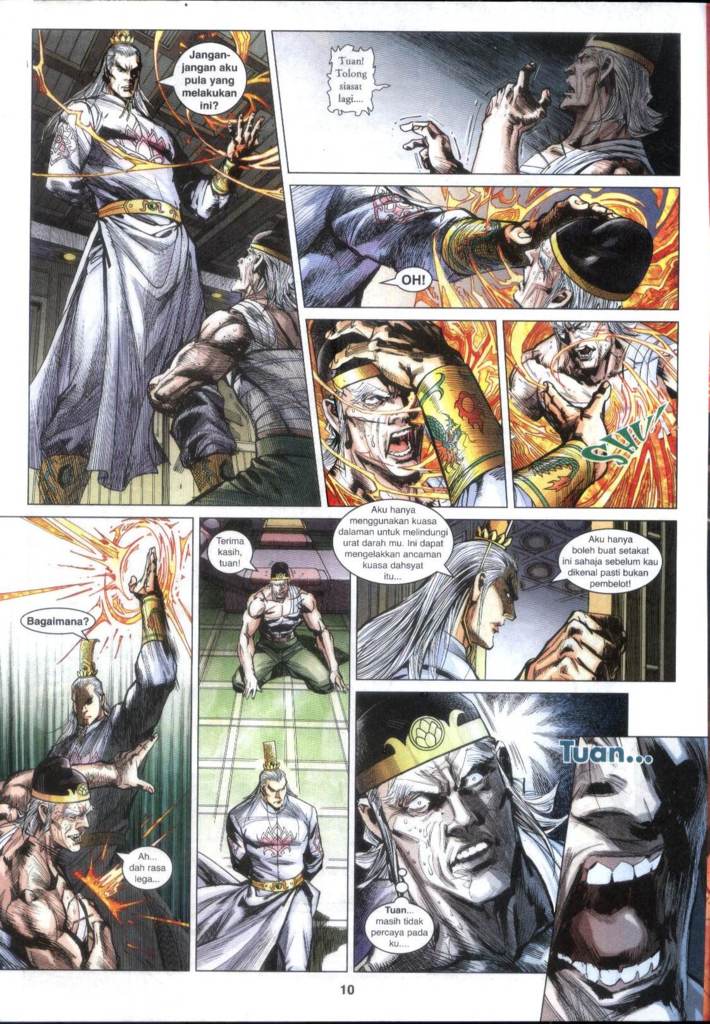 Jangan-
jangan aku
pula yang
melakukan
ini?
Tuan!
Tolong
siasat
lagi....
OH!
SHU
Bagaimana?
Ah...
dah rasa
lega...
Terima
kasih,
tuan!
Aku hanya
menggunakan kuasa
dalaman untuk melindungi
urat darah mu. Ini dapat
mengelakkan ancaman
kuasa dahsyat
itu...
Aku hanya
boleh buat setakat
ini sahaja sebelum kau
dikenai pasti bukan
pembelot!
Tuan...
masih tidak
percaya pada
ku....
Tuan...
10